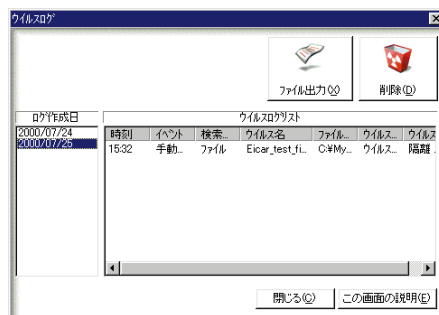 ウイルスログ
ファイル出力(X)
削除(D)
ログ作成日
ウイルスログリスト
2000/07/24
2000/07/25
時刻 イベント 検索... ウイルス名 ファイル... ウイルス... ウイルス
15:32 手動... ファイル Eicar_test_fi... C:¥My... ウイルス... 隔離
閉じる(C)
この画面の説明(E)